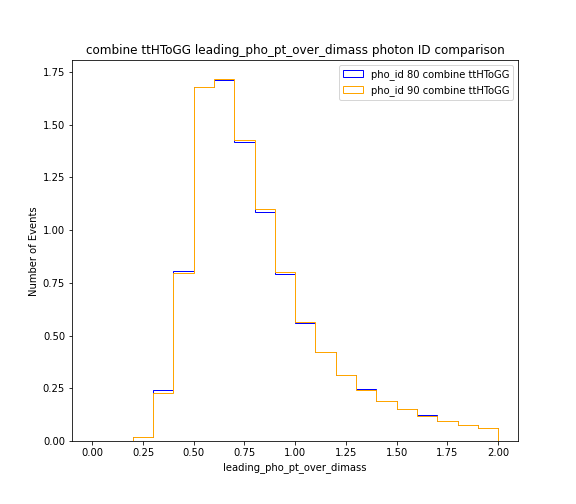 combine ttHToGG leading_pho_pt_over_dimass photon ID comparison
pho_id 80 combine ttHToGG
pho_id 90 combine ttHToGG
Number of Events
1.75
1.50
1.25
1.00
0.75
0.50
0.25
0.00
0.00 0.25 0.50 0.75 1.00 1.25 1.50 1.75 2.00
leading_pho_pt_over_dimass